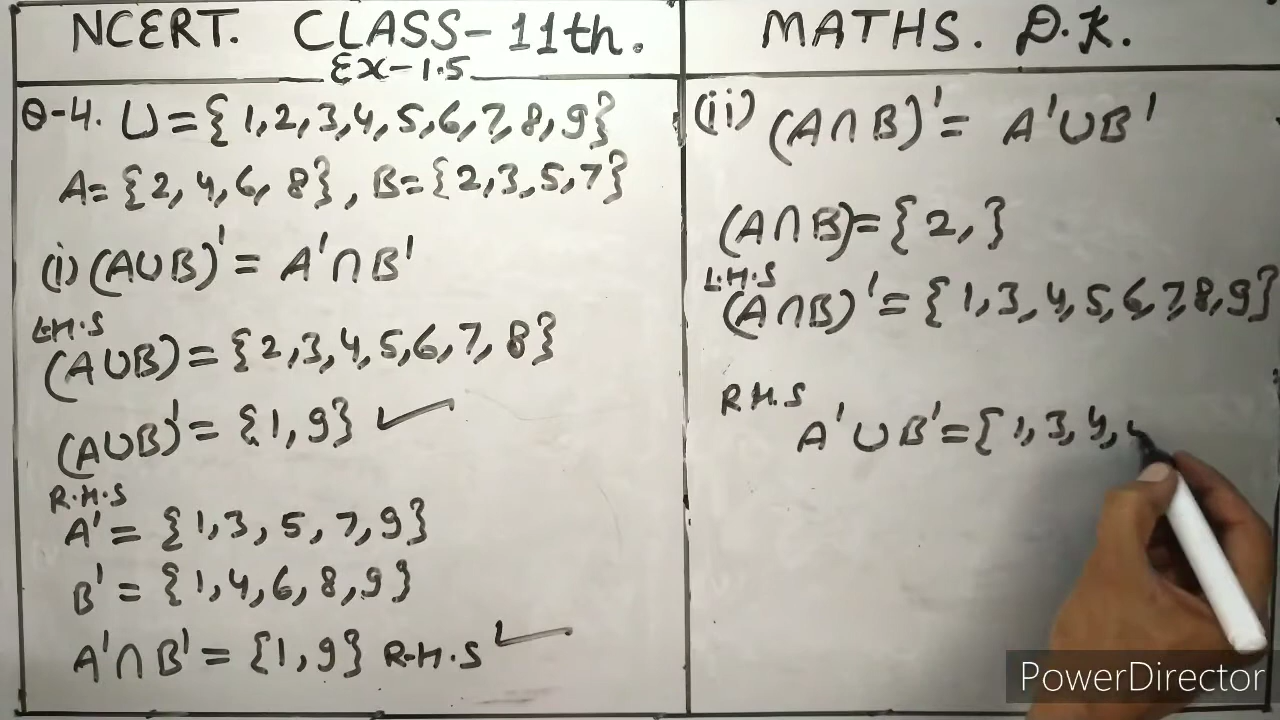 NCERT. CLASS-11th.
Ex-1.5
MATHS. D.K.
Q-4. U={1,2,3,4,5,6,7,8,9}
A={2,4,6,8}, B={2,3,5,7}
(i) (A∪B)'= A'∩B'
L.H.S
(A∪B)={2,3,4,5,6,7,8}
(A∪B)'={1,9} ✓
R.H.S
A'={1,3,5,7,9}
B'={1,4,6,8,9}
A'∩B'={1,9} R.H.S ✓
(ii) (A∩B)'= A'∪B'
(A∩B)={2,}
L.H.S
(A∩B)'={1,3,4,5,6,7,8,9}
R.H.S
A'∪B'={1,3,4,
PowerDirector